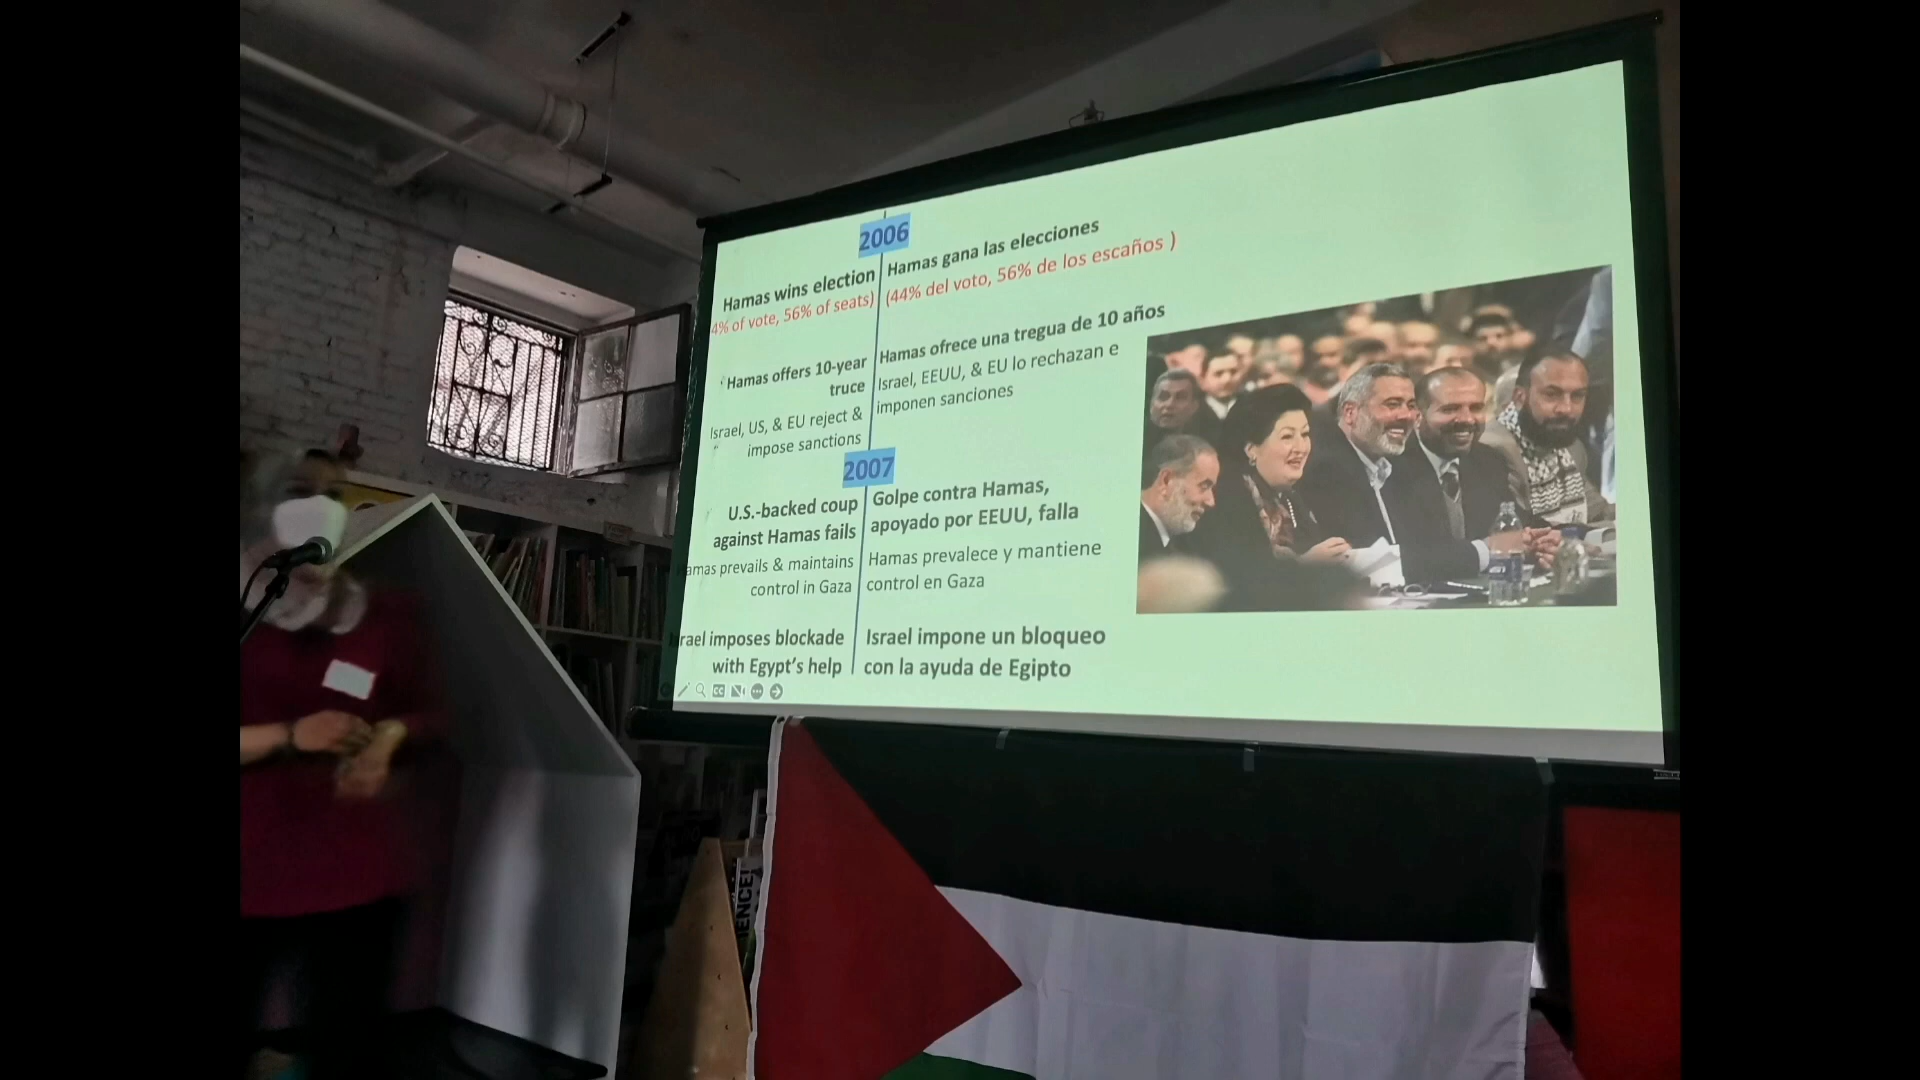 2006
Hamas wins election
4% of vote, 56% of seats)
Hamas offers 10-year
truce
Israel, US, & EU reject &
impose sanctions
Hamas gana las elecciones
(44% del voto, 56% de los escaños )
Hamas ofrece una tregua de 10 años
Israel, EEUU, & EU lo rechazan e
imponen sanciones
2007
U.S.-backed coup
against Hamas fails
amas prevails & maintains
control in Gaza
rael imposes blockade
with Egypt's help
Golpe contra Hamas,
apoyado por EEUU, falla
Hamas prevalece y mantiene
control en Gaza
Israel impone un bloqueo
con la ayuda de Egipto
CC
ENCE!